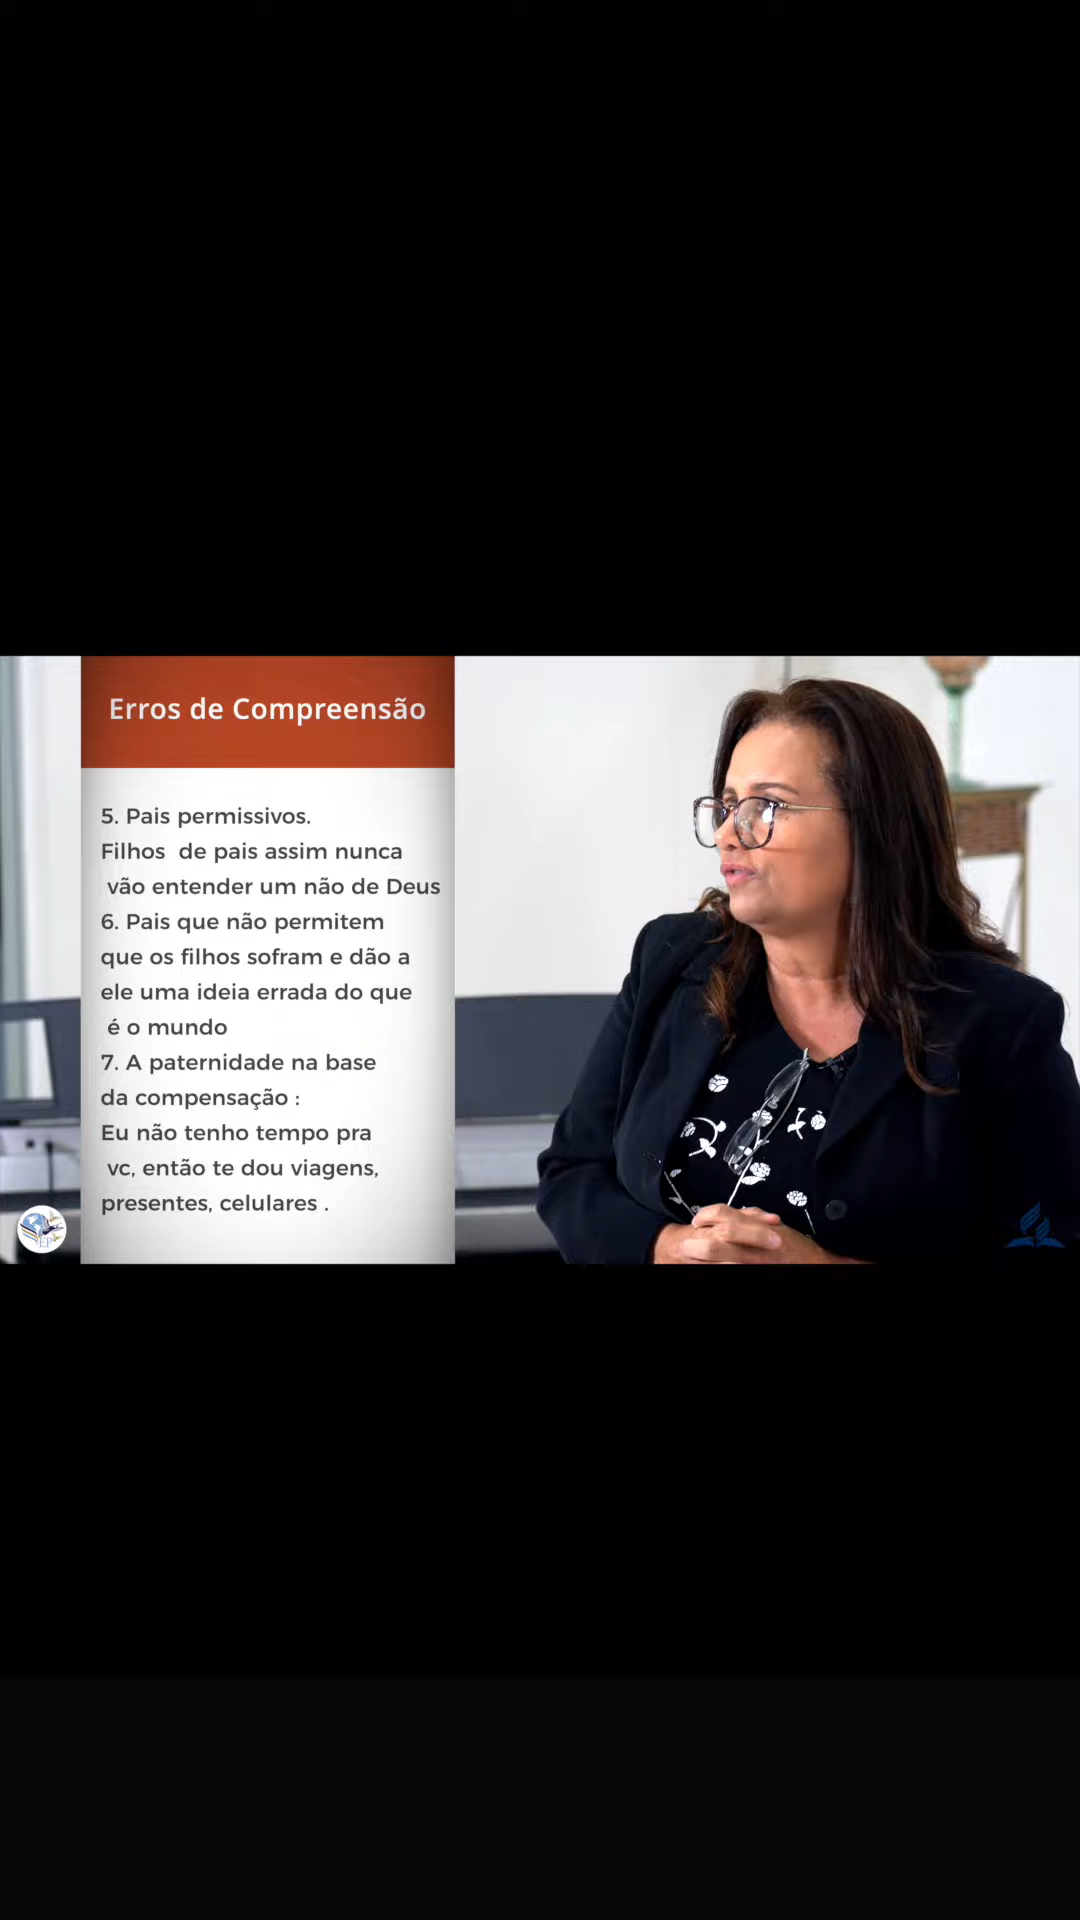 Erros de Compreensão
5. Pais permissivos.
Filhos de pais assim nunca
vão entender um não de Deus
6. Pais que não permitem
que os filhos sofram e dão a
ele uma ideia errada do que
é o mundo
7. A paternidade na base
da compensação :
Eu não tenho tempo pra
vc, então te dou viagens,
presentes, celulares .
EP